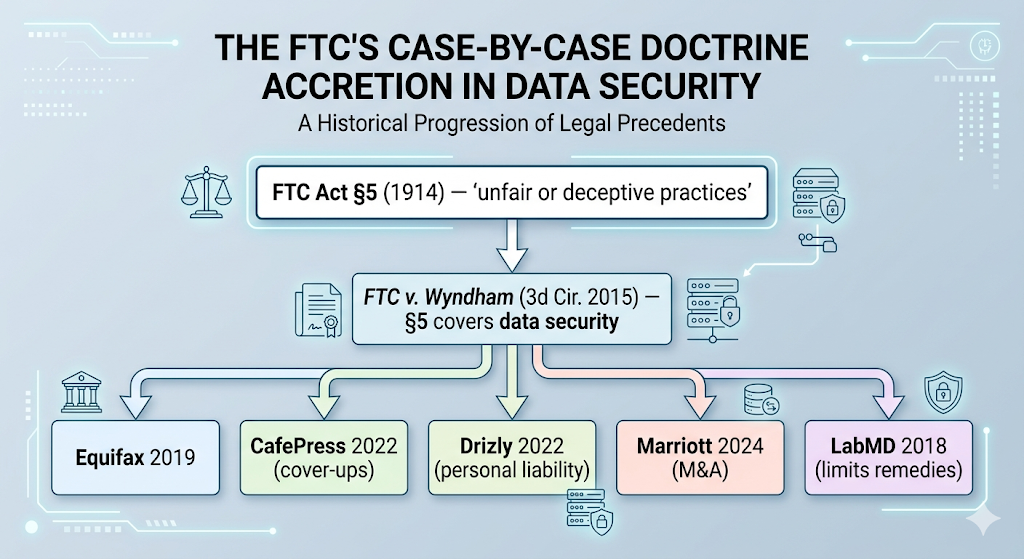 THE FTC'S CASE-BY-CASE DOCTRINE
ACCRETION IN DATA SECURITY
A Historical Progression of Legal Precedents
FTC Act §5 (1914) — ‘unfair or deceptive practices’
FTC v. Wyndham (3d Cir. 2015) —
§5 covers data security
Equifax 2019
CafePress 2022
(cover-ups)
Drizly 2022
(personal liability)
Marriott 2024
(M&A)
LabMD 2018
(limits remedies)